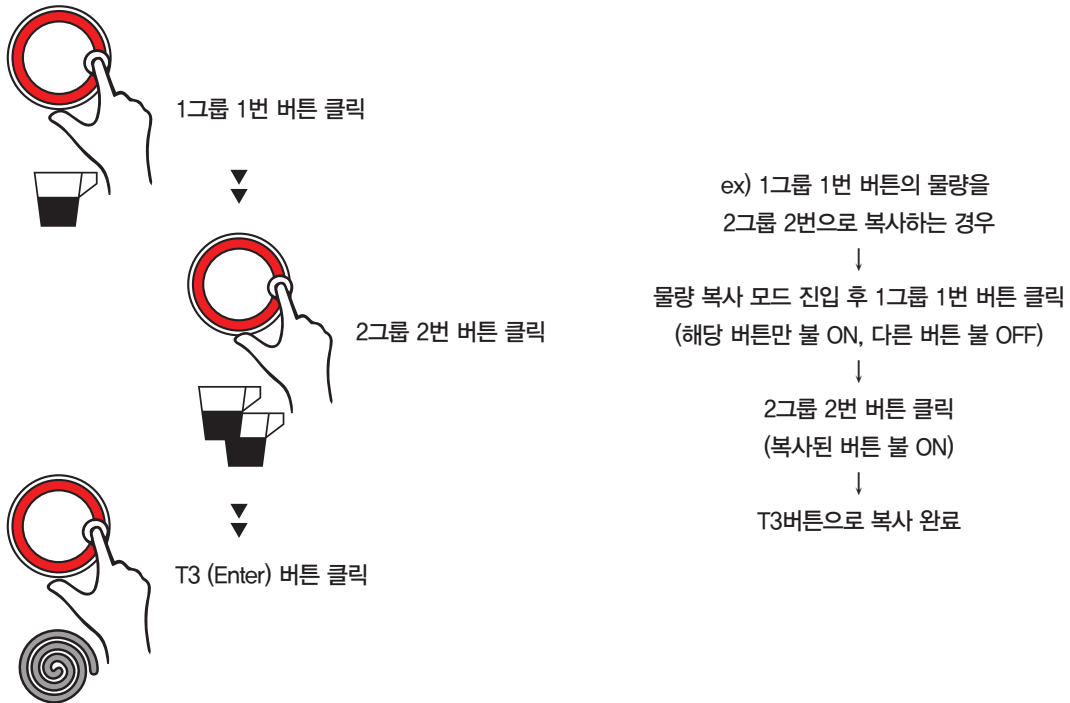 1그룹 1번 버튼 클릭
2그룹 2번 버튼 클릭
T3 (Enter) 버튼 클릭
ex) 1그룹 1번 버튼의 물량을
2그룹 2번으로 복사하는 경우
↓
물량 복사 모드 진입 후 1그룹 1번 버튼 클릭
(해당 버튼만 불 ON, 다른 버튼 불 OFF)
↓
2그룹 2번 버튼 클릭
(복사된 버튼 불 ON)
↓
T3버튼으로 복사 완료